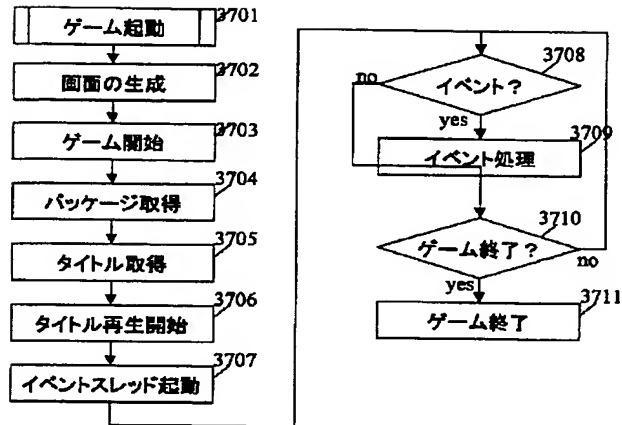 ゲーム起動
3701
画面の生成
3702
ゲーム開始
3703
パッケージ取得
3704
タイトル取得
3705
タイトル再生開始
3706
イベントスレッド起動
3707
イベント?
3708
no
yes
イベント処理
3709
ゲーム終了?
3710
no
yes
ゲーム終了
3711